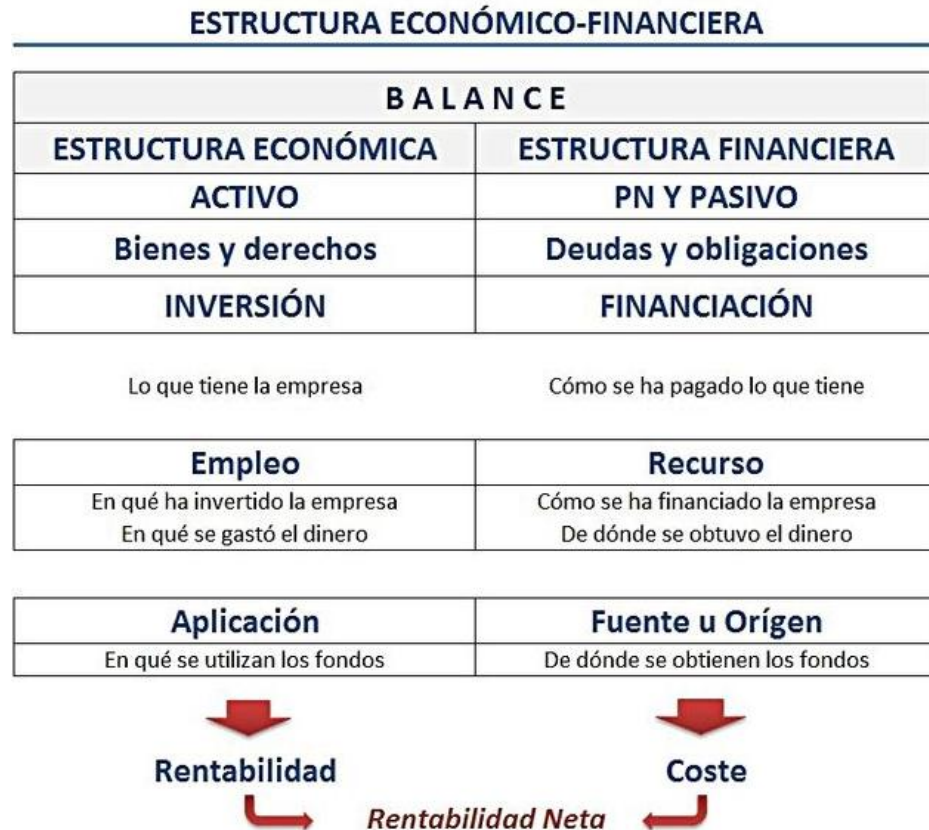 ESTRUCTURA ECONÓMICO-FINANCIERA
B A L A N C E
ESTRUCTURA ECONÓMICA
ESTRUCTURA FINANCIERA
ACTIVO
PN Y PASIVO
Bienes y derechos
Deudas y obligaciones
INVERSIÓN
FINANCIACIÓN
Lo que tiene la empresa
Cómo se ha pagado lo que tiene
Empleo
Recurso
En qué ha invertido la empresa
Cómo se ha financiado la empresa
En qué se gastó el dinero
De dónde se obtuvo el dinero
Aplicación
Fuente u Orígen
En qué se utilizan los fondos
De dónde se obtienen los fondos
Rentabilidad
Coste
Rentabilidad Neta